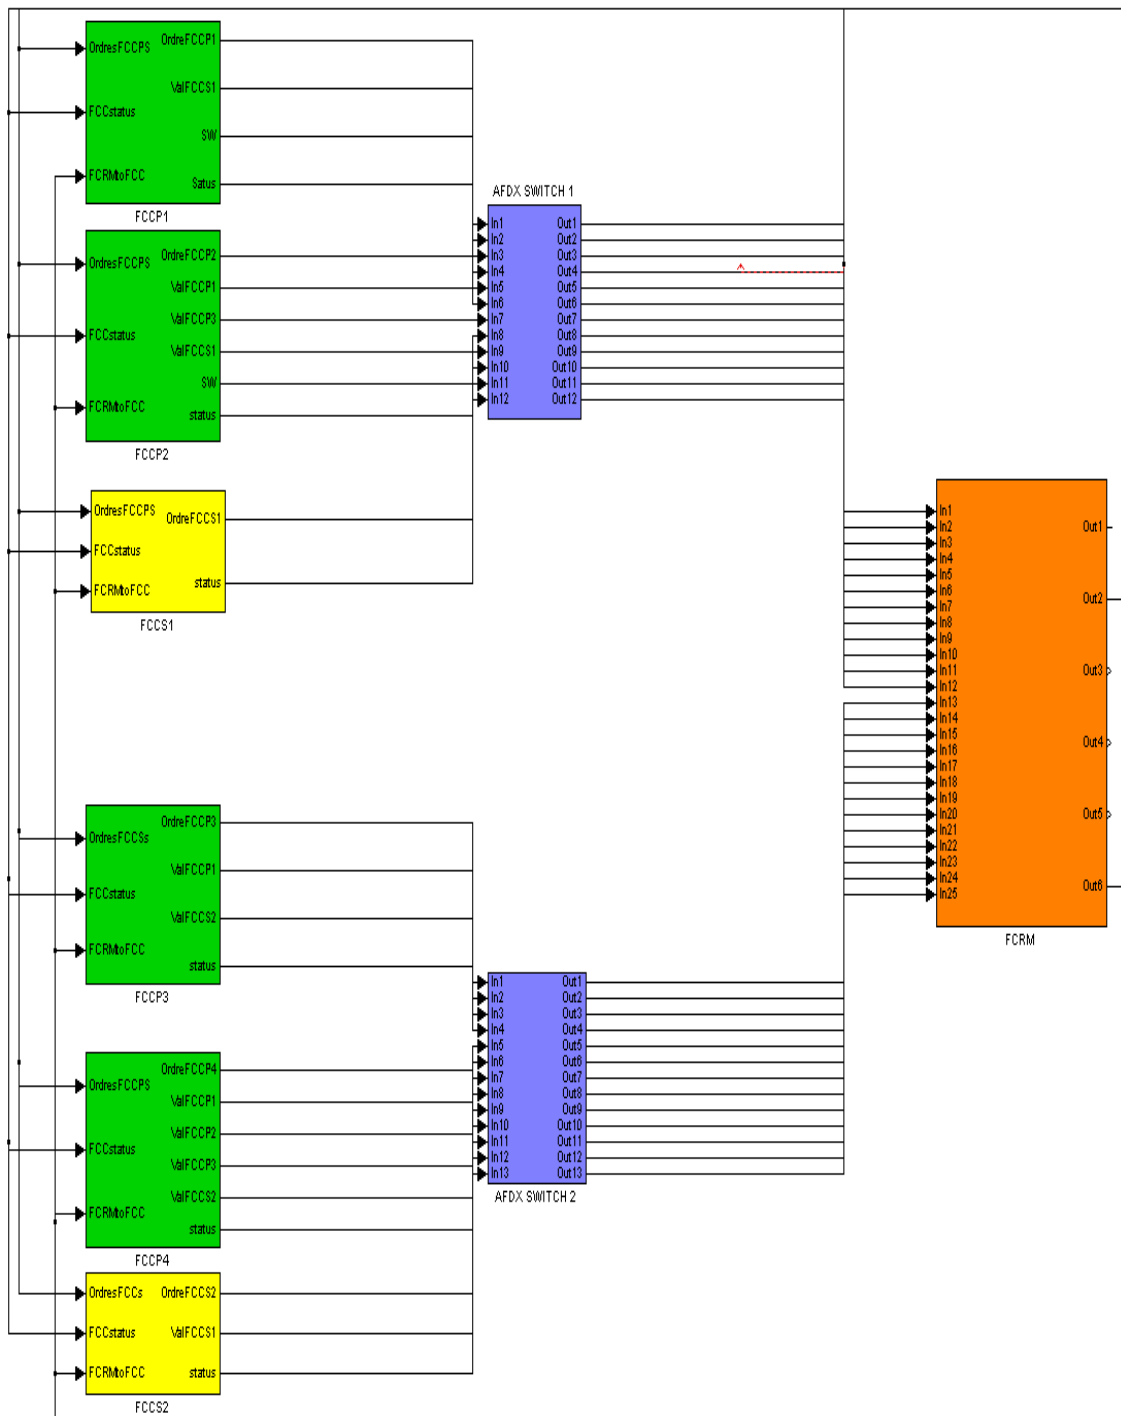 OrdresFCCPS
OrdreFCCP1
ValFCCS1
FCCstatus
SW
FCRMtoFCC
Satus
FCCP1
OrdresFCCPS
OrdreFCCP2
ValFCCP1
ValFCCP3
FCCstatus
ValFCCS1
SW
FCRMtoFCC
status
FCCP2
OrdresFCCPS
OrdreFCCS1
FCCstatus
status
FCRMtoFCC
FCCS1
AFDX SWITCH 1
In1 Out1
In2 Out2
In3 Out3
In4 Out4
In5 Out5
In6 Out6
In7 Out7
In8 Out8
In9 Out9
In10 Out10
In11 Out11
In12 Out12
OrdresFCCSs
OrdreFCCP3
ValFCCP1
FCCstatus
ValFCCS2
FCRMtoFCC
status
FCCP3
OrdresFCCPS
OrdreFCCP4
ValFCCP1
ValFCCP2
FCCstatus
ValFCCP3
ValFCCS2
FCRMtoFCC
status
FCCP4
OrdresFCCs OrdreFCCS2
FCCstatus ValFCCS1
FCRMtoFCC status
FCCS2
In1 Out1
In2 Out2
In3 Out3
In4 Out4
In5 Out5
In6 Out6
In7 Out7
In8 Out8
In9 Out9
In10 Out10
In11 Out11
In12 Out12
In13 Out13
AFDX SWITCH 2
In1
In2 Out1
In3
In4
In5
In6 Out2
In7
In8
In9
In10
In11 Out3
In12
In13
In14
In15
In16 Out4
In17
In18
In19
In20 Out5
In21
In22
In23
In24
In25 Out6
FCRM